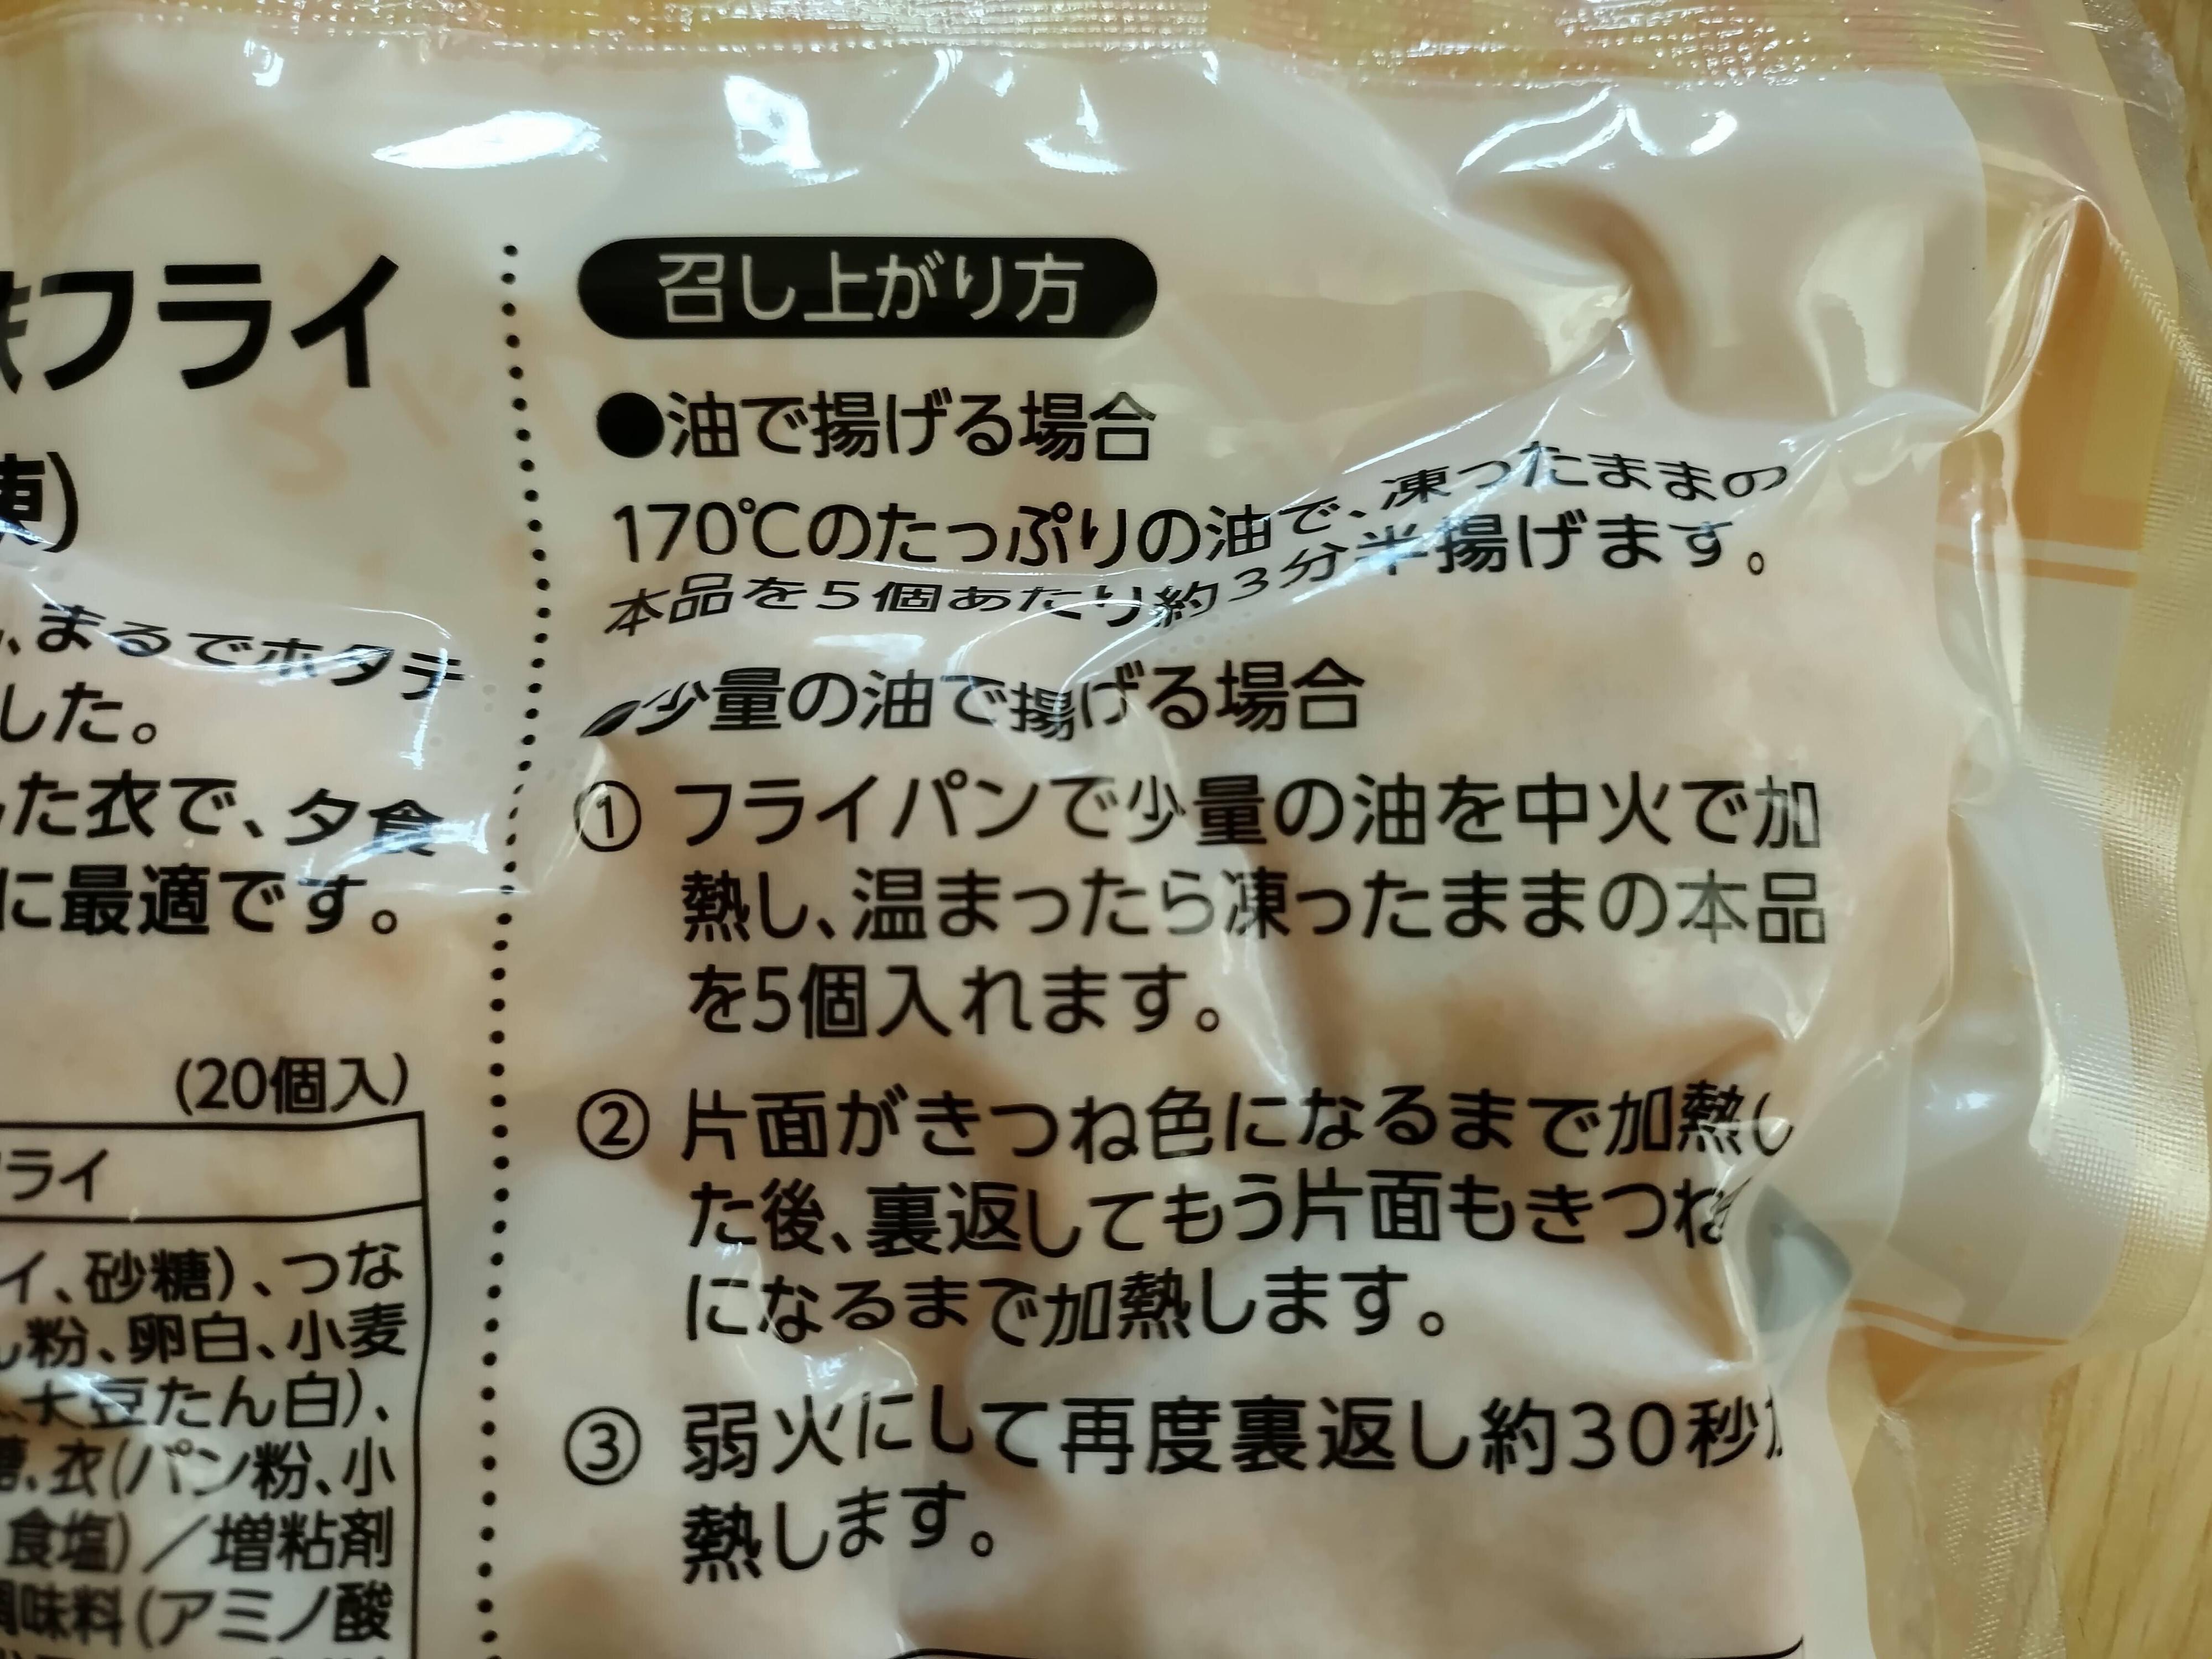 フライ
凍)
、まるでホタテ
した。
した衣で、夕食
に最適です。
(20個入)
フライ
イ、砂糖)、つな
ん粉、卵白、小麦
大豆たん白)、
糖、衣(パン粉、小
食塩)/増粘剤
調味料(アミノ酸
召し上がり方
●油で揚げる場合
170℃のたっぷりの油で、凍ったままの
本品を5個あたり約3分半揚げます。
●少量の油で揚げる場合
① フライパンで少量の油を中火で加
熱し、温まったら凍ったままの本品
を5個入れます。
② 片面がきつね色になるまで加熱し
た後、裏返してもう片面もきつね
になるまで加熱します。
③ 弱火にして再度裏返し約30秒加
熱します。